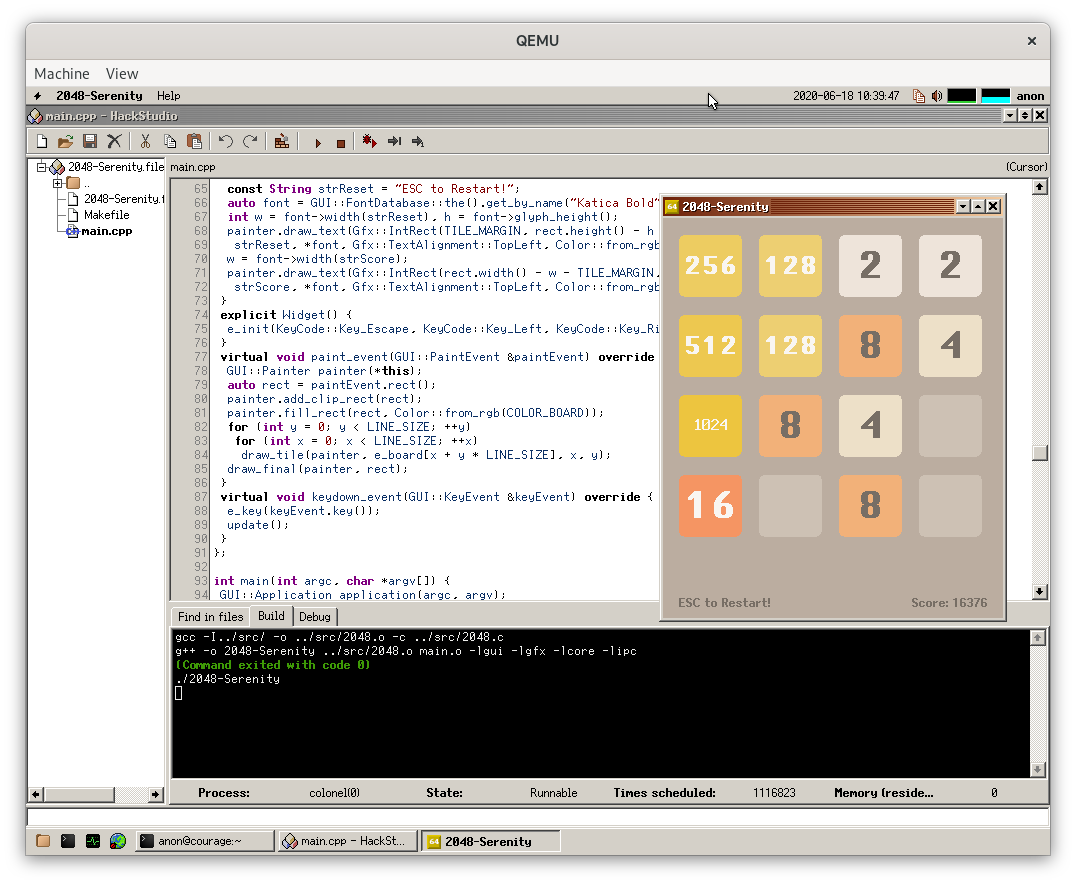 QEMU
Machine View
2048-Serenity Help 2020-06-18 10:39:47 anon
main.cpp - HackStudio
2048-Serenity.file
..
2048-Serenity.f
Makefile
main.cpp
main.cpp (Cursor)
65 const String strReset = "ESC to Restart!";
66 auto font = GUI::FontDatabase::the().get_by_name("Katica Bold"
67 int w = font->width(strReset), h = font->glyph_height();
68 painter.draw_text(Gfx::IntRect(TILE_MARGIN, rect.height() - h
69 strReset, *font, Gfx::TextAlignment::TopLeft, Color::from_rgb
70 w = font->width(strScore);
71 painter.draw_text(Gfx::IntRect(rect.width() - w - TILE_MARGIN,
72 strScore, *font, Gfx::TextAlignment::TopLeft, Color::from_rgb
73 }
74 explicit Widget() {
75 e_init(KeyCode::Key_Escape, KeyCode::Key_Left, KeyCode::Key_Ri
76 }
77 virtual void paint_event(GUI::PaintEvent &paintEvent) override
78 GUI::Painter painter(*this);
79 auto rect = paintEvent.rect();
80 painter.add_clip_rect(rect);
81 painter.fill_rect(rect, Color::from_rgb(COLOR_BOARD));
82 for (int y = 0; y < LINE_SIZE; ++y)
83 for (int x = 0; x < LINE_SIZE; ++x)
84 draw_tile(painter, e_board[x + y * LINE_SIZE], x, y);
85 draw_final(painter, rect);
86 }
87 virtual void keydown_event(GUI::KeyEvent &keyEvent) override {
88 e_key(keyEvent.key());
89 update();
90 }
91 };
92
93 int main(int argc, char *argv[]) {
94 GUI::Application application(argc, argv);
64 2048-Serenity
256 128 2 2
512 128 8 4
1024 8 4
16 8
ESC to Restart! Score: 16376
Find in files Build Debug
gcc -I../src/ -o ../src/2048.o -c ../src/2048.c
g++ -o 2048-Serenity ../src/2048.o main.o -lgui -lgfx -lcore -lipc
(Command exited with code 0)
./2048-Serenity
Process: colonel(0) State: Runnable Times scheduled: 1116823 Memory (reside... 0
anon@courage:~ main.cpp - HackSt... 64 2048-Serenity